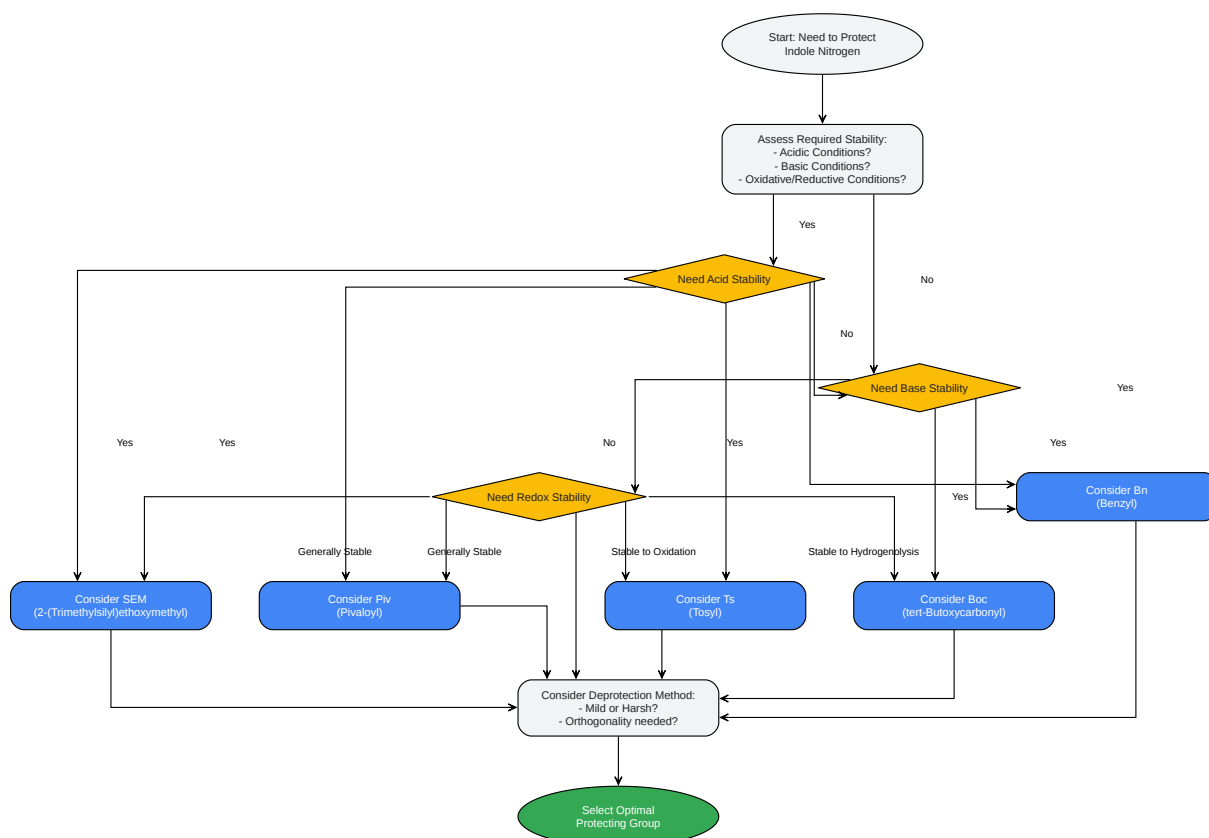 Start: Need to Protect
Indole Nitrogen
Assess Required Stability:
- Acidic Conditions?
- Basic Conditions?
- Oxidative/Reductive Conditions?
Yes
Need Acid Stability
No
No
Need Base Stability
Yes
Yes
Yes
No
Yes
Yes
Need Redox Stability
Yes
Consider Bn
(Benzyl)
Generally Stable
Generally Stable
Stable to Oxidation
Stable to Hydrogenolysis
Consider SEM
(2-(Trimethylsilyl)ethoxymethyl)
Consider Piv
(Pivaloyl)
Consider Ts
(Tosyl)
Consider Boc
(tert-Butoxycarbonyl)
Consider Deprotection Method:
- Mild or Harsh?
- Orthogonality needed?
Select Optimal
Protecting Group